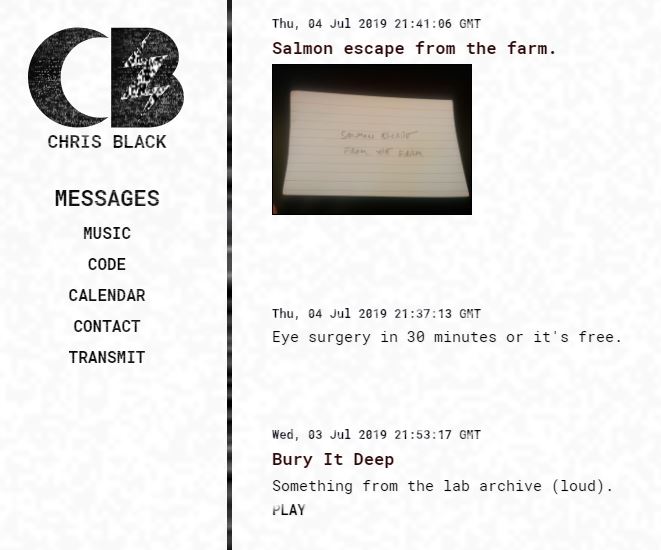 CB
CHRIS BLACK
MESSAGES
MUSIC
CODE
CALENDAR
CONTACT
TRANSMIT
Thu, 04 Jul 2019 21:41:06 GMT
Salmon escape from the farm.
SALMON ESCAPE
FROM THE FARM
Thu, 04 Jul 2019 21:37:13 GMT
Eye surgery in 30 minutes or it's free.
Wed, 03 Jul 2019 21:53:17 GMT
Bury It Deep
Something from the lab archive (loud).
PLAY